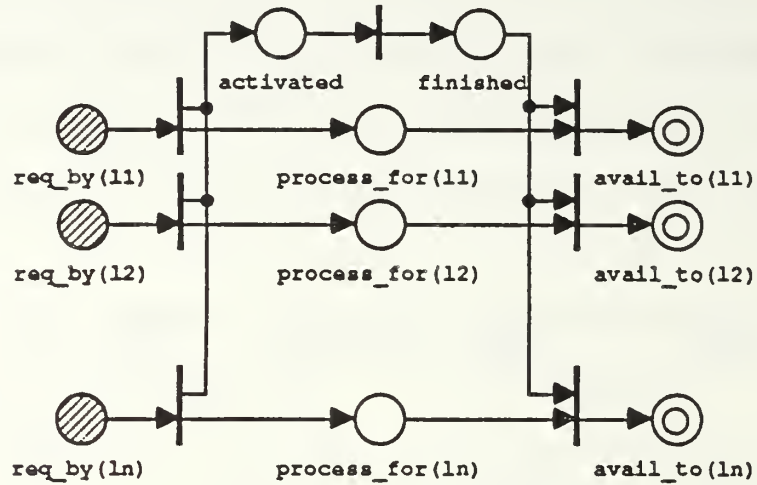 activated finished
req_by(l1) process_for(l1) avail_to(l1)
req_by(l2) process_for(l2) avail_to(l2)
req_by(ln) process_for(ln) avail_to(ln)